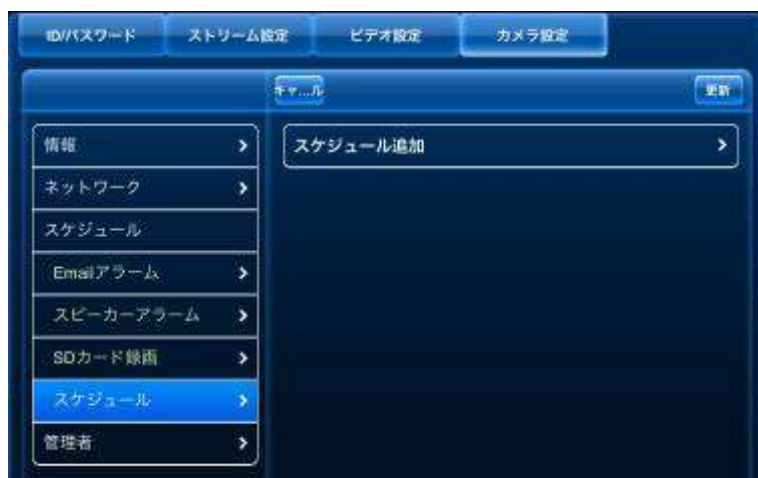 ID/パスワード
ストリーム設定
ビデオ設定
カメラ設定
キャ...ル
更新
情報
ネットワーク
スケジュール
Emailアラーム
スピーカーアラーム
SDカード録画
スケジュール
管理者
スケジュール追加